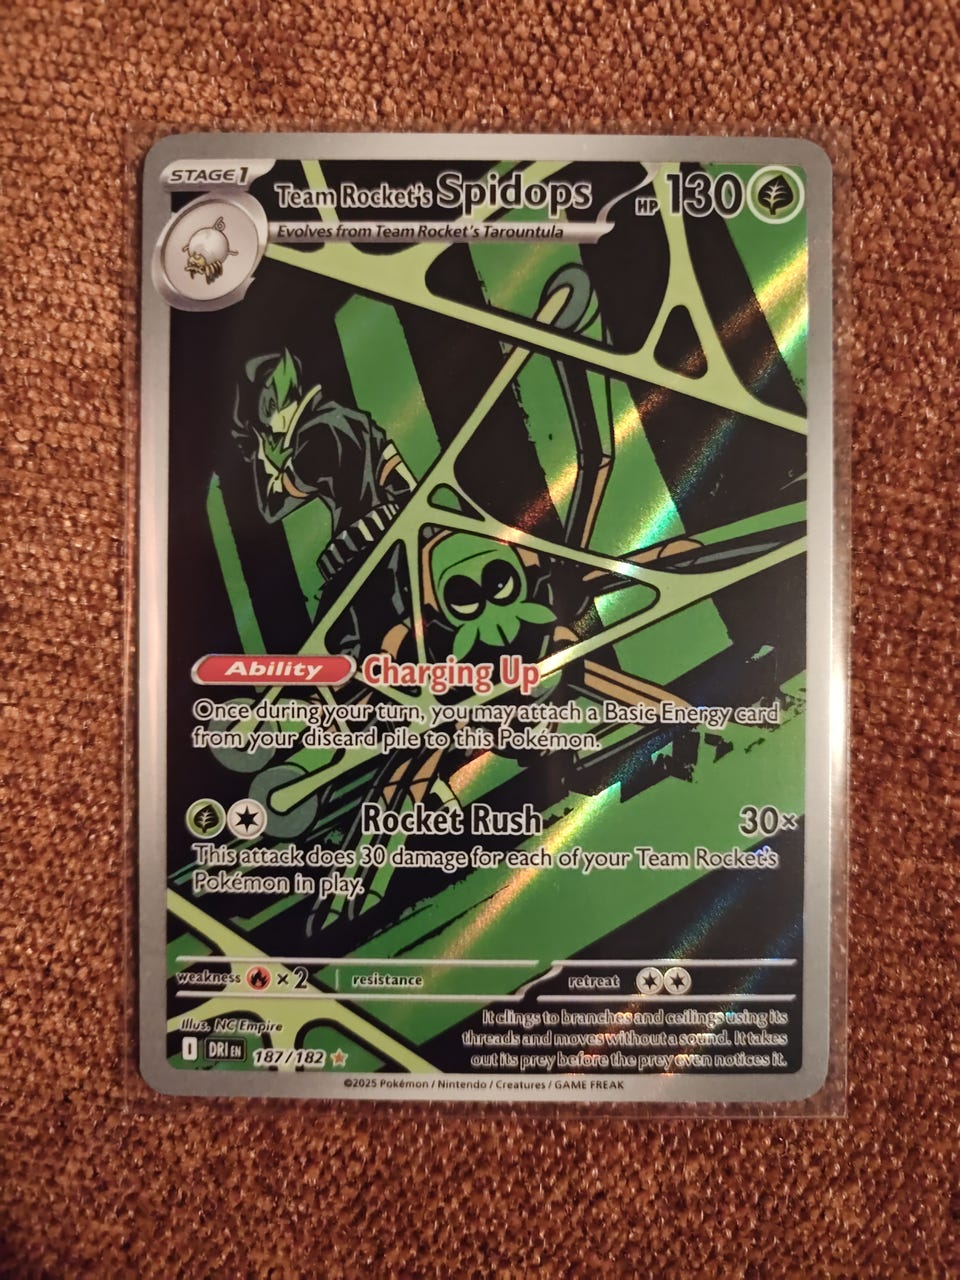 STAGE 1
Team Rocket's Spidops
HP 130
Evolves from Team Rocket's Tarountula
Ability Charging Up
Once during your turn, you may attach a Basic Energy card
from your discard pile to this Pokémon.
Rocket Rush 30×
This attack does 30 damage for each of your Team Rocket's
Pokémon in play.
weakness ×2 resistance retreat
Illus. NC Empire
I DRI EN 187/182
It clings to branches and ceilings using its
threads and moves without a sound. It takes
out its prey before the prey even notices it.
©2025 Pokémon / Nintendo / Creatures / GAME FREAK